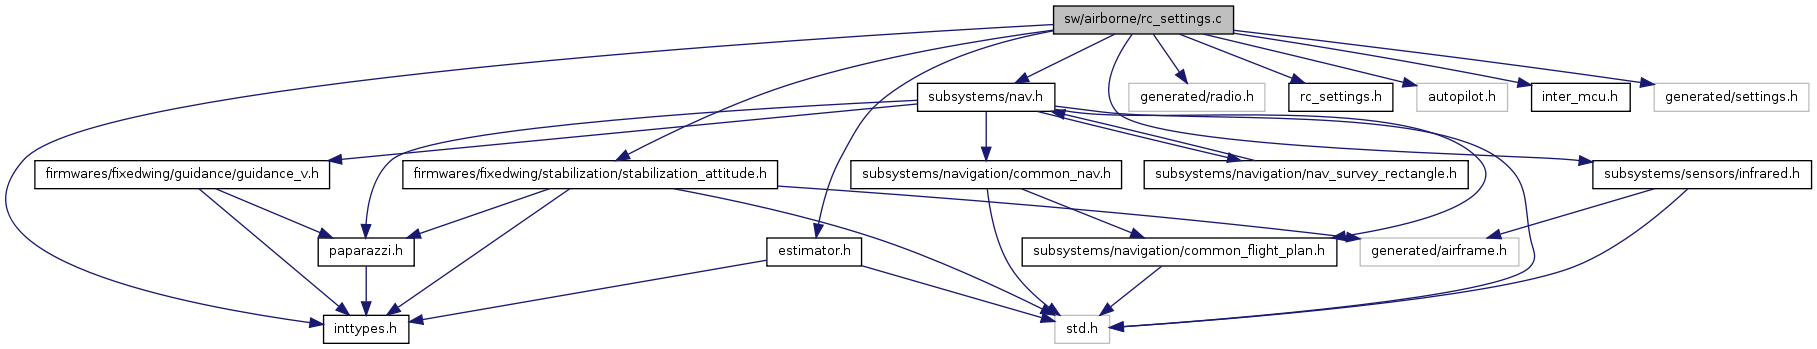 sw/airborne/rc_settings.c
subsystems/nav.h
generated/radio.h
rc_settings.h
autopilot.h
inter_mcu.h
generated/settings.h
firmwares/fixedwing/guidance/guidance_v.h
firmwares/fixedwing/stabilization/stabilization_attitude.h
subsystems/navigation/common_nav.h
subsystems/navigation/nav_survey_rectangle.h
subsystems/sensors/infrared.h
paparazzi.h
estimator.h
subsystems/navigation/common_flight_plan.h
generated/airframe.h
inttypes.h
std.h